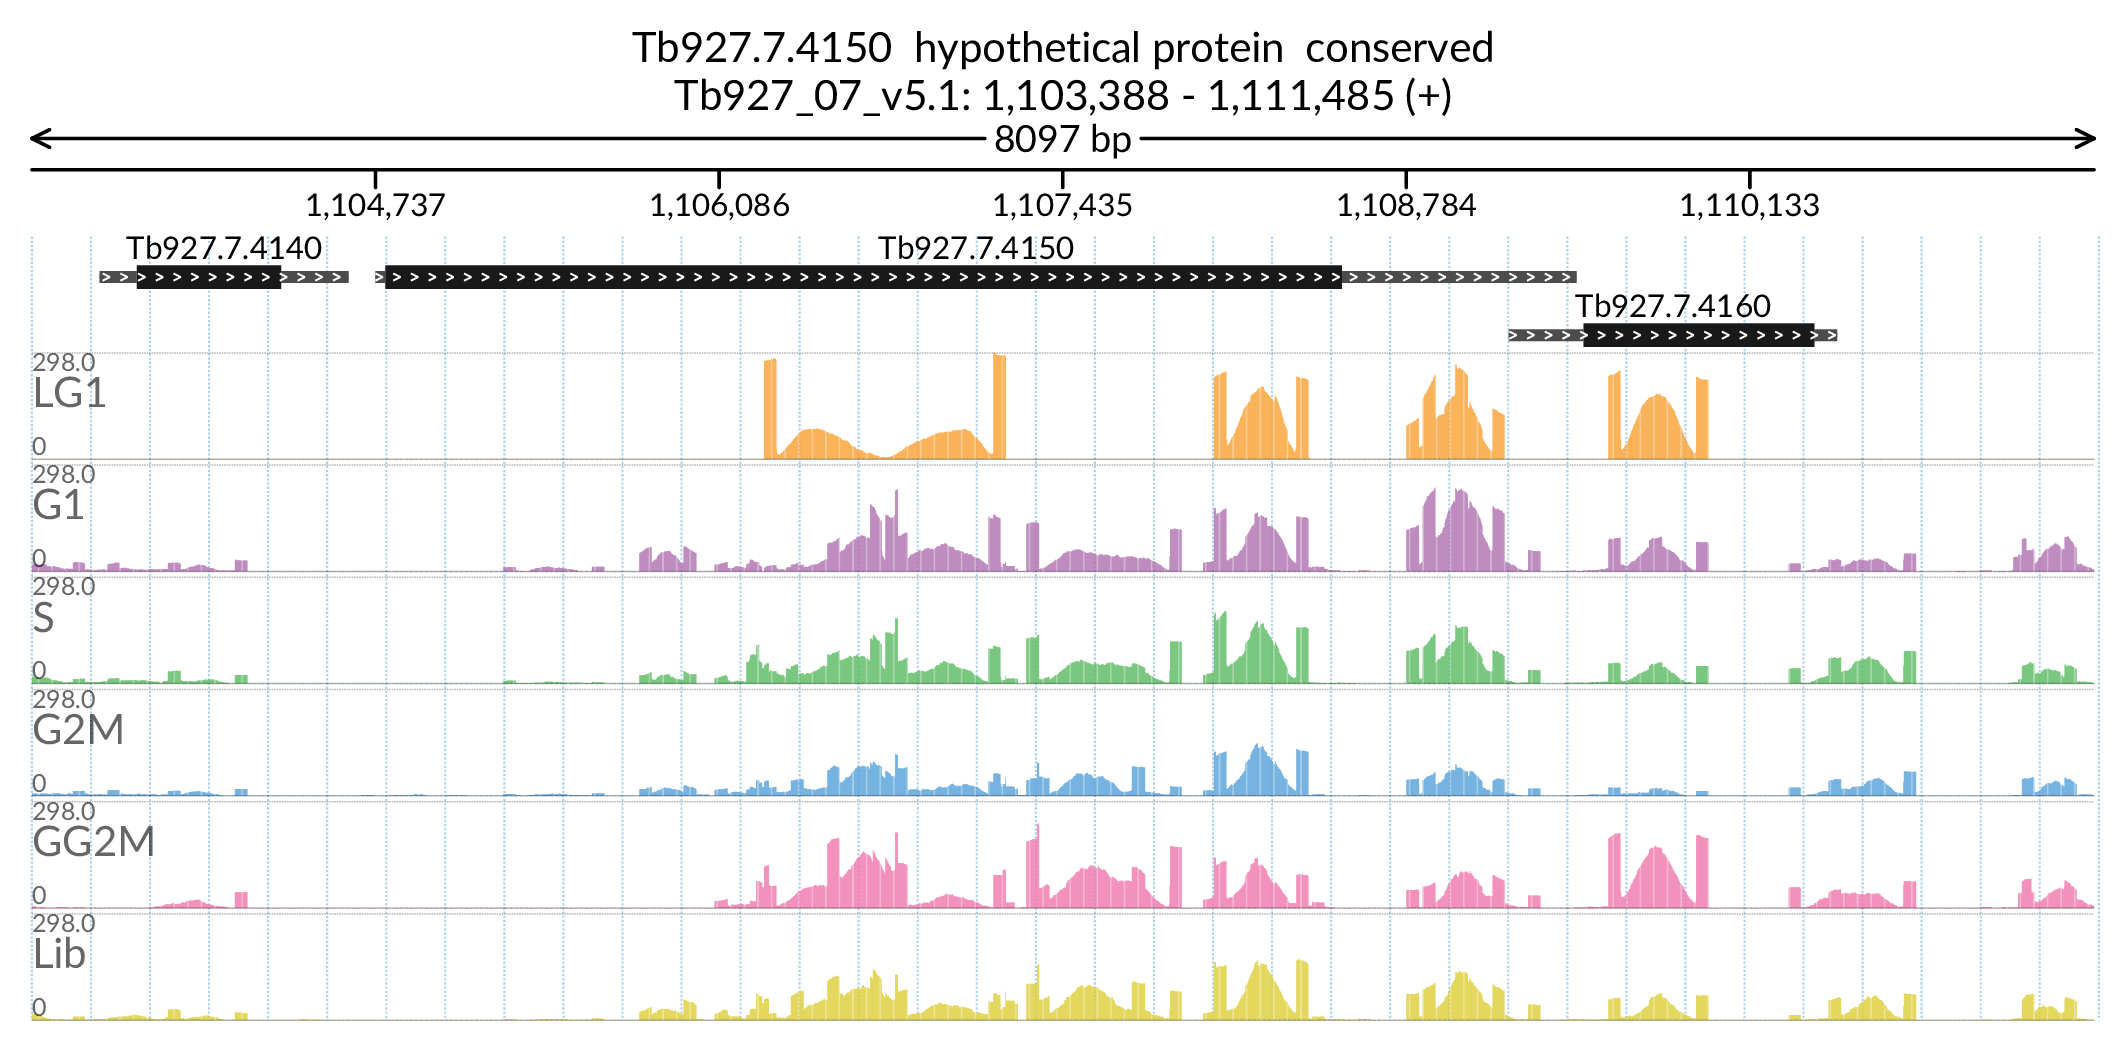 Tb927.7.4150  hypothetical protein  conserved
Tb927_07_v5.1: 1,103,388 - 1,111,485 (+)
8097 bp
1,104,737 1,106,086 1,107,435 1,108,784 1,110,133
Tb927.7.4140 Tb927.7.4150
Tb927.7.4160
298.0
LG1
0
298.0
G1
0
298.0
S
0
298.0
G2M
0
298.0
GG2M
0
298.0
Lib
0